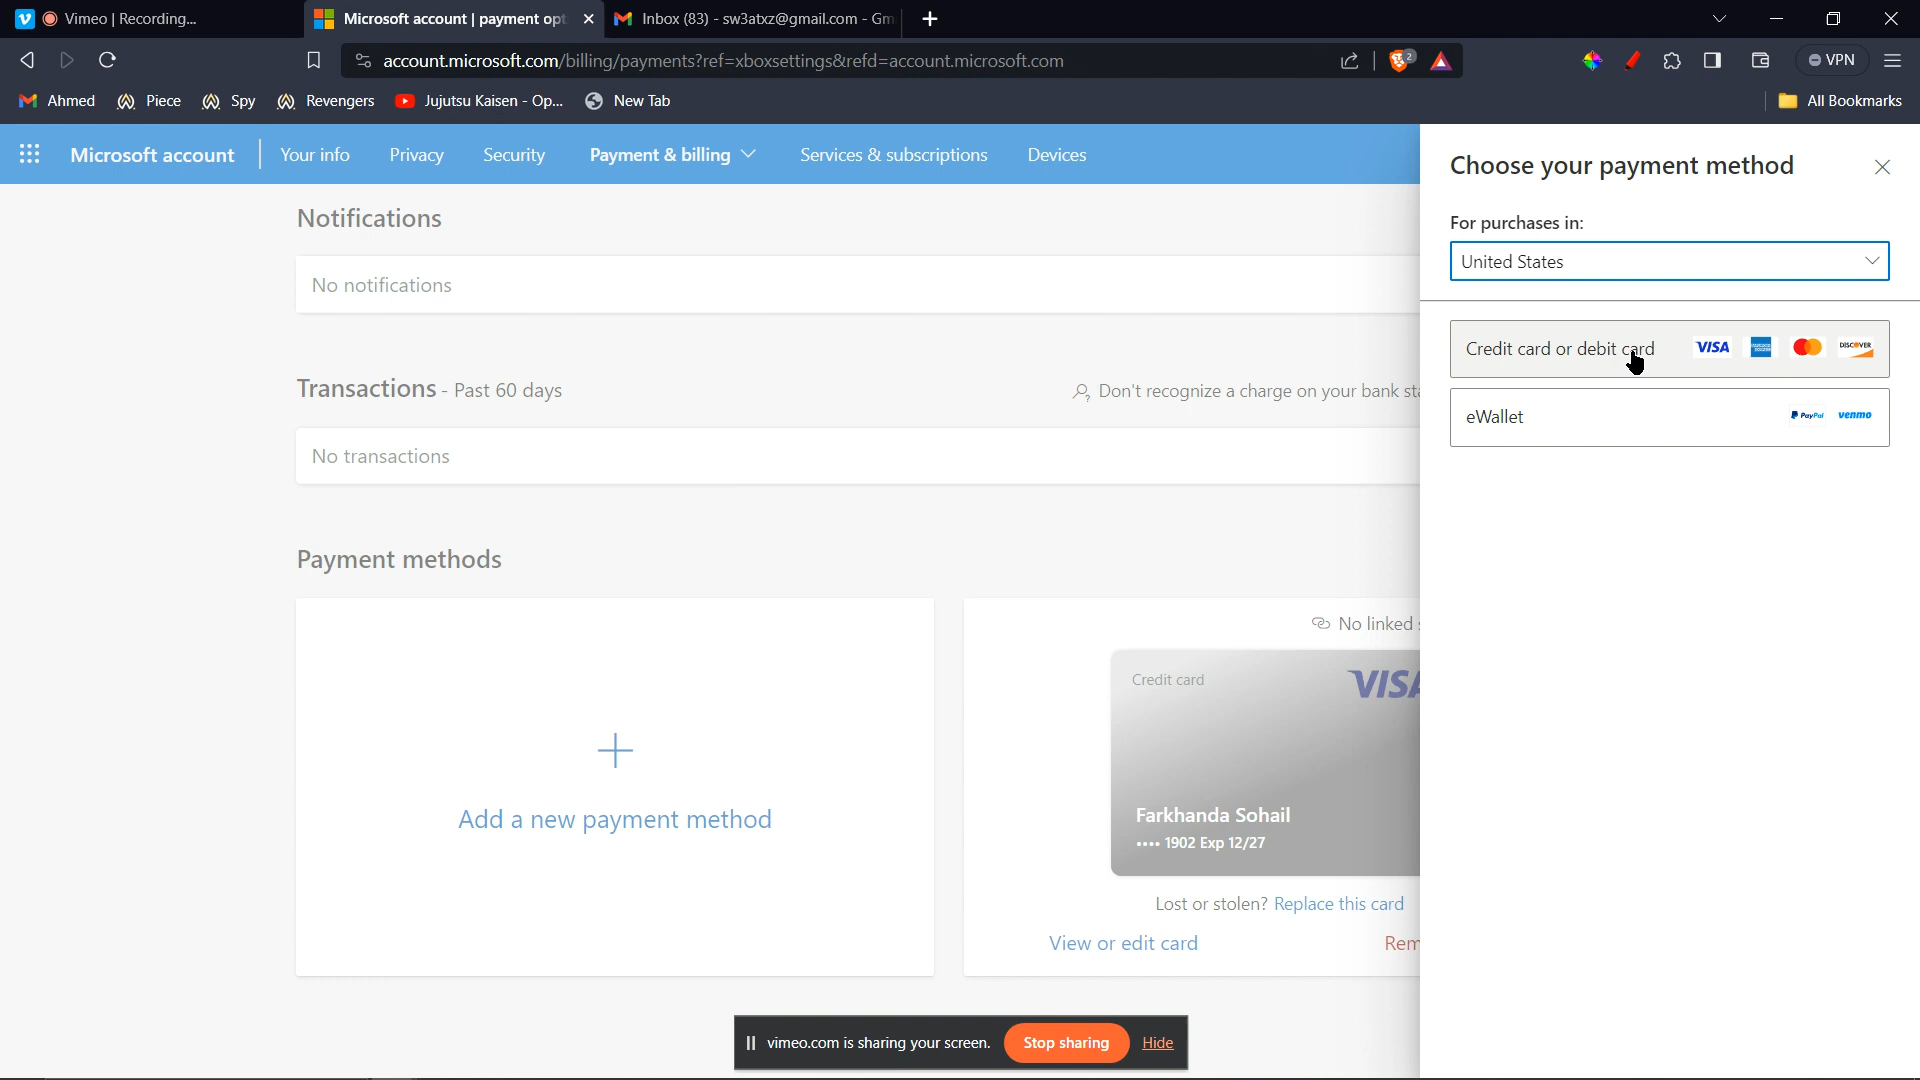 Vimeo | Recording...
Microsoft account | payment opt
Inbox (83) - sw3atxz@gmail.com - Gm
account.microsoft.com/billing/payments?ref=xboxsettings&refd=account.microsoft.com
2
VPN
Ahmed
Piece
Spy
Revengers
Jujutsu Kaisen - Op...
New Tab
All Bookmarks
Microsoft account
Your info
Privacy
Security
Payment & billing
Services & subscriptions
Devices
Notifications
No notifications
Transactions - Past 60 days
Don't recognize a charge on your bank sta
No transactions
Payment methods
Add a new payment method
No linked s
Credit card
VISA
Farkhanda Sohail
•••• 1902 Exp 12/27
Lost or stolen? Replace this card
View or edit card
Rem
Choose your payment method
For purchases in:
United States
Credit card or debit card
VISA
DISCOVER
eWallet
PayPal
venmo
vimeo.com is sharing your screen.
Stop sharing
Hide